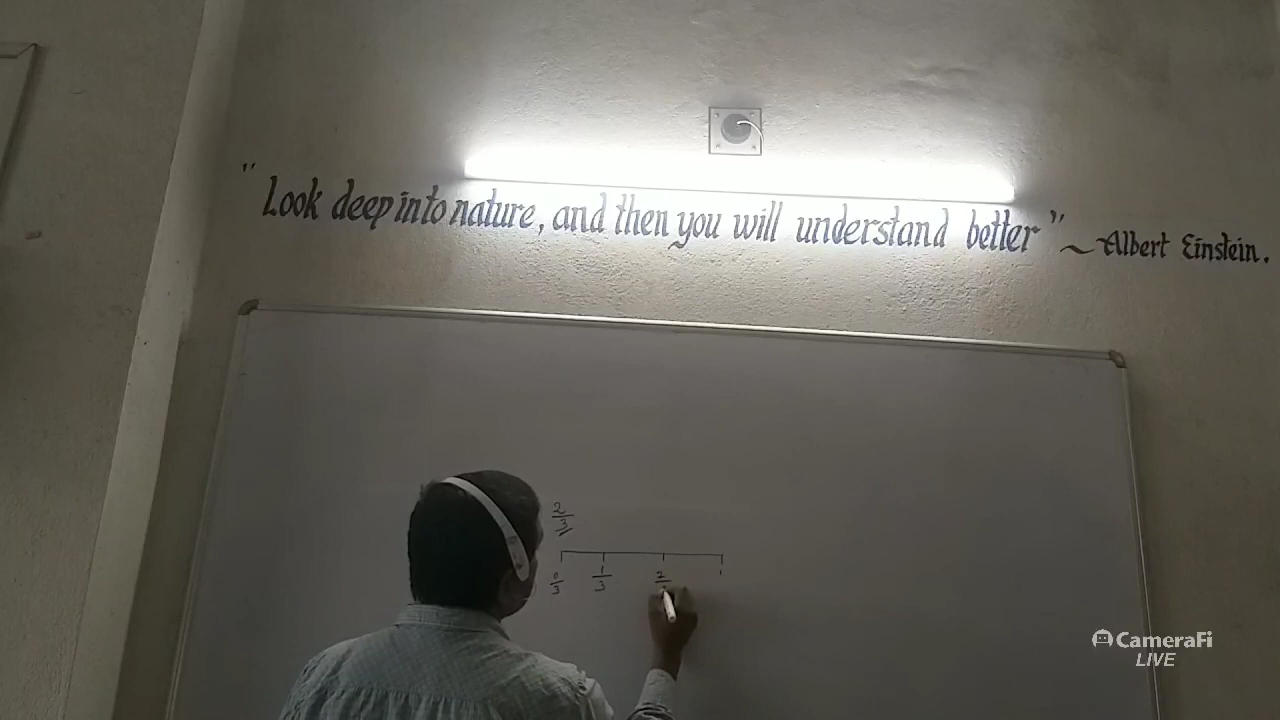 "Look deep into nature, and then you will understand better" ~ Albert Einstein.
2/3
0/3 1/3 2/ 1
CameraFi
LIVE